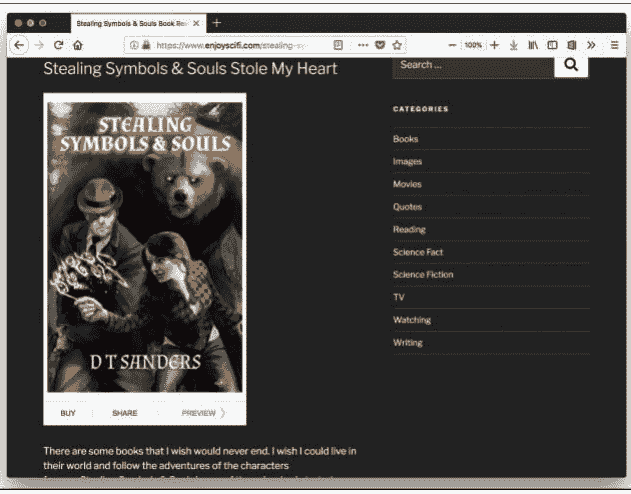 Stealing Symbols & Souls Book Rev
https://www.enjoyscifi.com/stealing-sy
100%
Stealing Symbols & Souls Stole My Heart
STEALING
SYMBOLS & SOULS
D T SANDERS
BUY SHARE PREVIEW
There are some books that I wish would never end. I wish I could live in
their world and follow the adventures of the characters
Search ...
CATEGORIES
Books
Images
Movies
Quotes
Reading
Science Fact
Science Fiction
TV
Watching
Writing